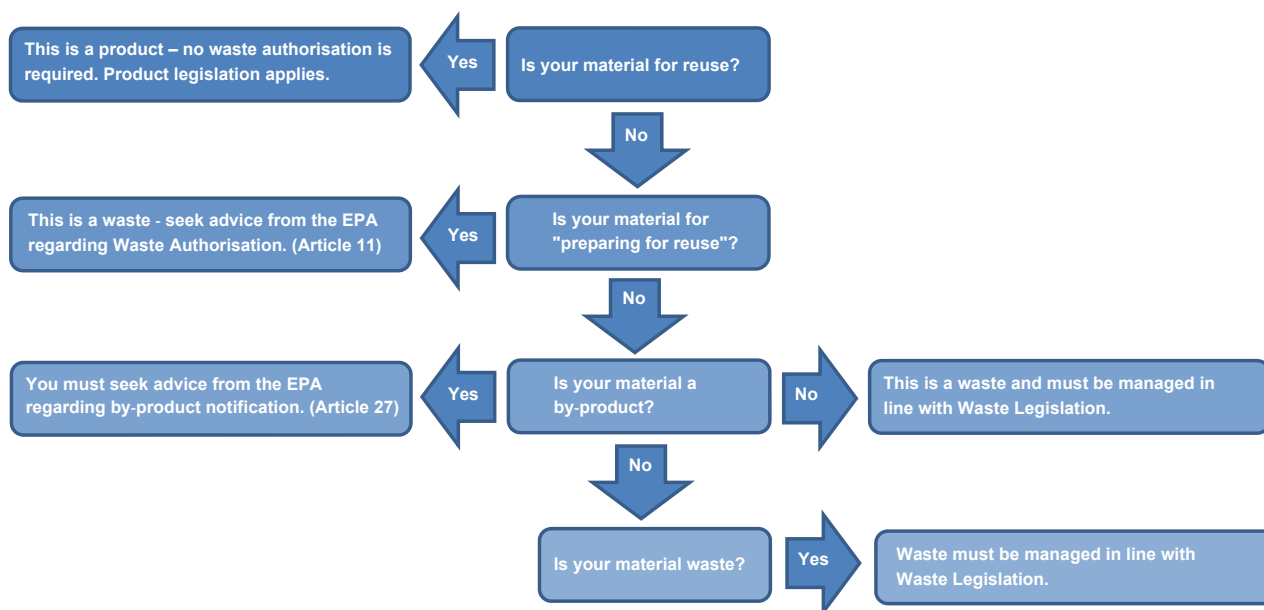 This is a product – no waste authorisation is
required. Product legislation applies.
Yes
Is your material for reuse?
No
This is a waste - seek advice from the EPA
regarding Waste Authorisation. (Article 11)
Yes
Is your material for
"preparing for reuse"?
No
You must seek advice from the EPA
regarding by-product notification. (Article 27)
Yes
Is your material a
by-product?
No
This is a waste and must be managed in
line with Waste Legislation.
No
Is your material waste?
Yes
Waste must be managed in line with
Waste Legislation.